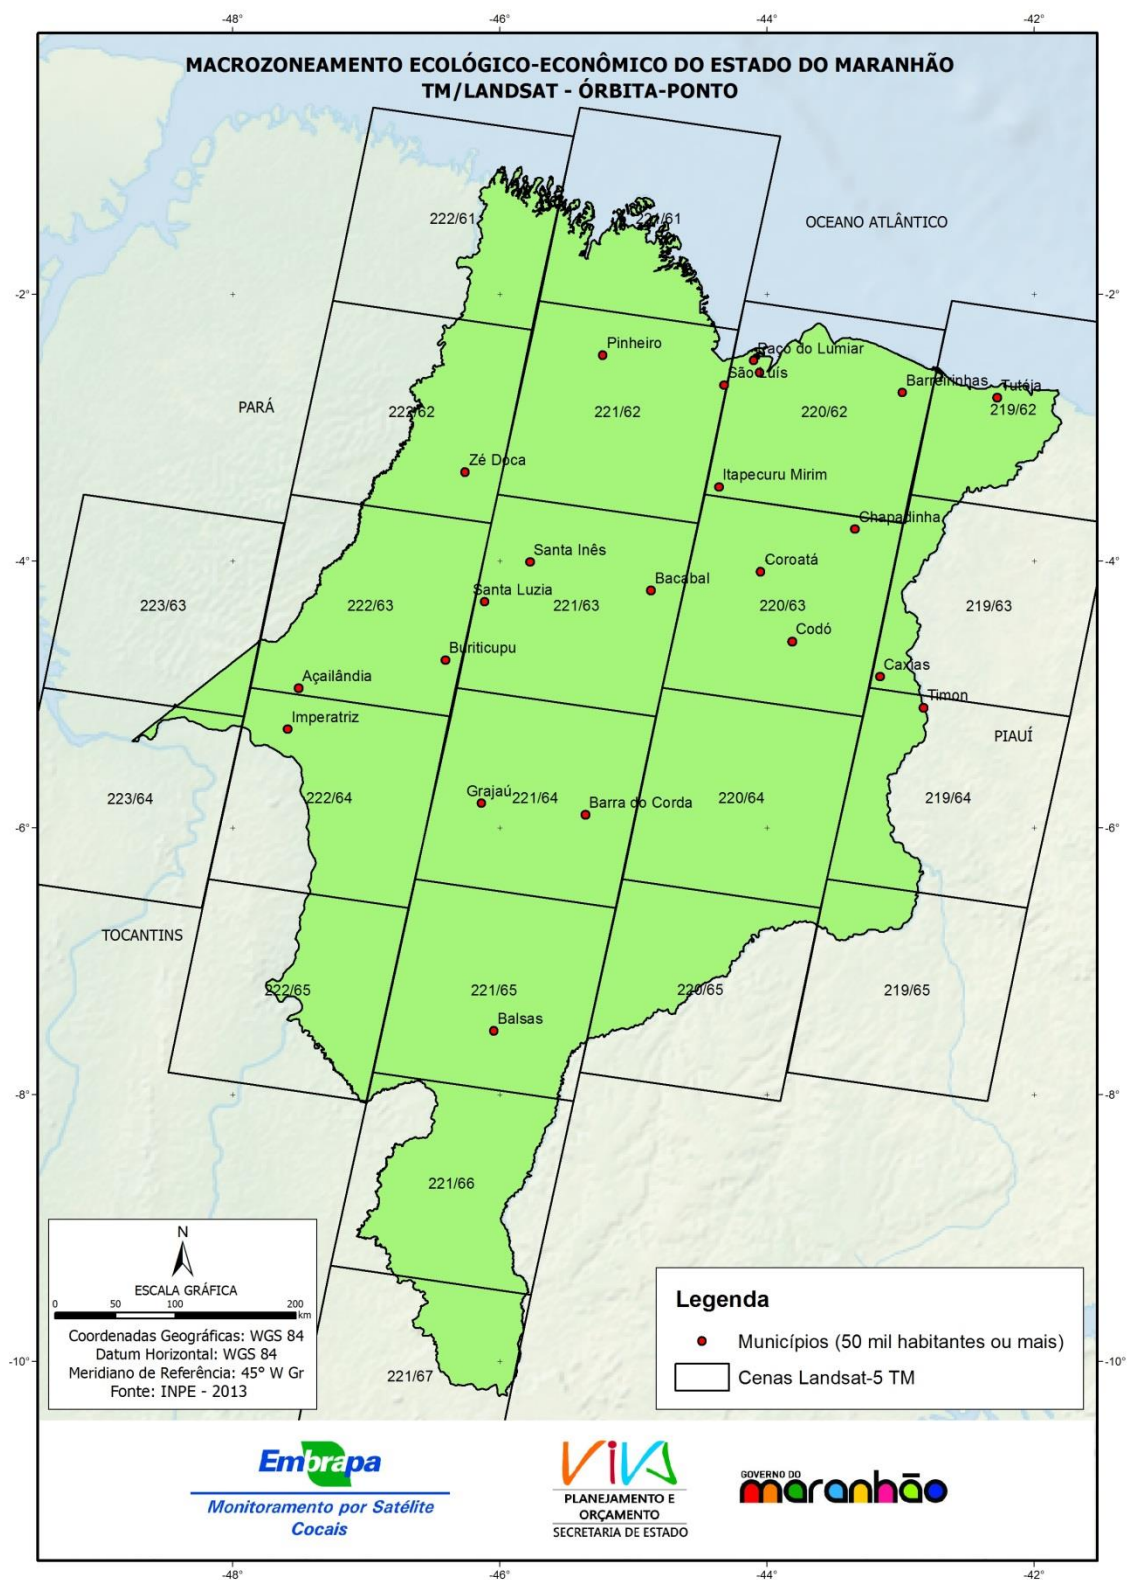 -48°
-46°
-44°
-42°
MACROZONEAMENTO ECOLÓGICO-ECONÔMICO DO ESTADO DO MARANHÃO
TM/LANDSAT - ÓRBITA-PONTO
222/61
221/61
OCEANO ATLÂNTICO
-2°
-2°
Pinheiro
Paço do Lumiar
São Luís
Barreirinhas
Tutóia
PARÁ
222/62
221/62
220/62
219/62
Zé Doca
Itapecuru Mirim
Chapadinha
-4°
-4°
Santa Inês
Coroatá
Bacabal
Santa Luzia
223/63
222/63
221/63
220/63
219/63
Codó
Buriticupu
Açailândia
Caxias
Timon
Imperatriz
PIAUÍ
Grajaú
223/64
222/64
221/64
Barra do Corda
220/64
219/64
-6°
-6°
TOCANTINS
222/65
221/65
220/65
219/65
Balsas
-8°
-8°
221/66
N
ESCALA GRÁFICA
0 50 100 200
km
Coordenadas Geográficas: WGS 84
Datum Horizontal: WGS 84
Meridiano de Referência: 45° W Gr
Fonte: INPE - 2013
221/67
Legenda
Municípios (50 mil habitantes ou mais)
Cenas Landsat-5 TM
-10°
-10°
Embrapa
Monitoramento por Satélite
Cocais
VIVA
PLANEJAMENTO E
ORÇAMENTO
SECRETARIA DE ESTADO
GOVERNO DO
maranhão
-48°
-46°
-44°
-42°